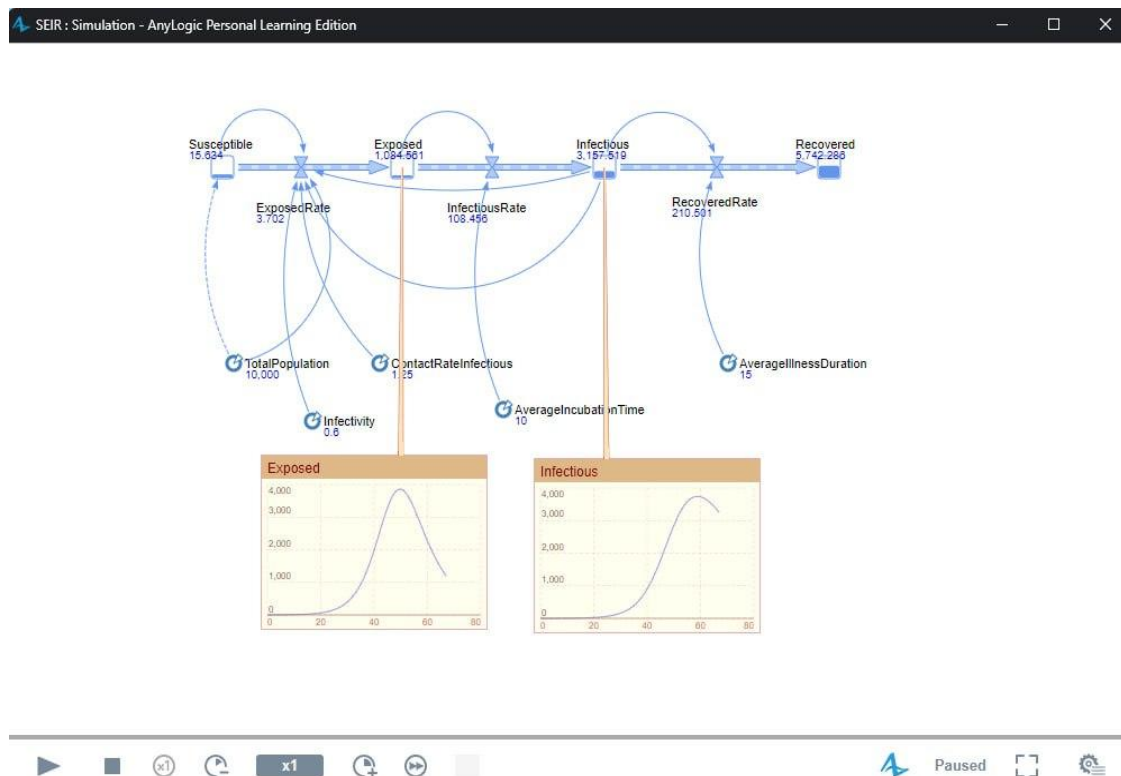 SEIR : Simulation - AnyLogic Personal Learning Edition
Susceptible
15.634
Exposed
1,084.561
Infectious
3,157.519
Recovered
5,742.286
ExposedRate
3.702
InfectiousRate
108.456
RecoveredRate
210.501
TotalPopulation
10,000
ContactRateInfectious
1.25
AverageIllnessDuration
15
Infectivity
0.6
AverageIncubationTime
10
Exposed
4,000
3,000
2,000
1,000
0
0 20 40 60 80
Infectious
4,000
3,000
2,000
1,000
0
0 20 40 60 80
x1
x1
Paused